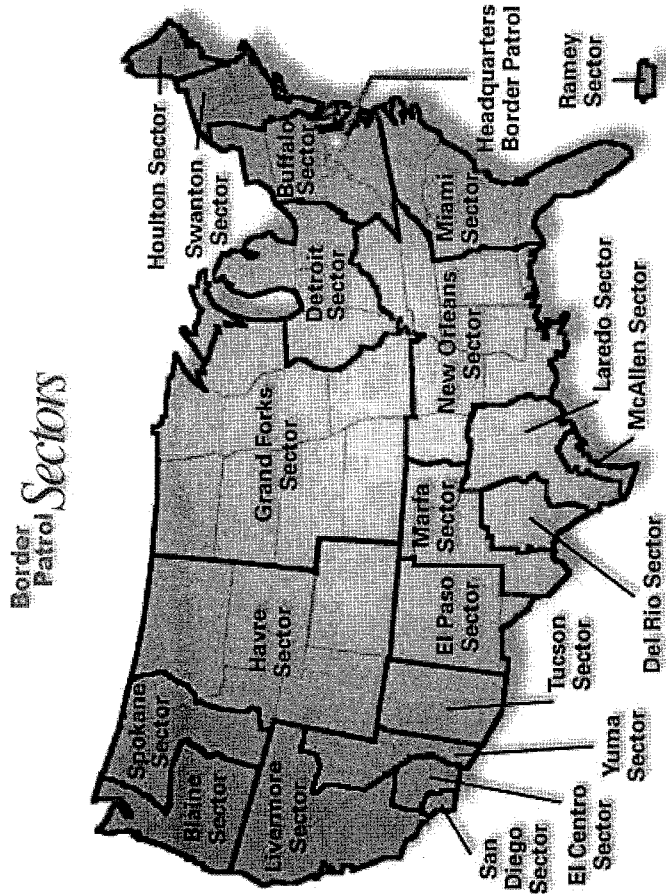 Border
Patrol Sectors
Houlton Sector
Swanton
Sector
Buffalo
Sector
Headquarters
Border Patrol
Ramey
Sector
Detroit
Sector
Miami
Sector
Grand Forks
Sector
New Orleans
Sector
Laredo Sector
McAllen Sector
Spokane
Sector
Blaine
Sector
Havre
Sector
Livermore
Sector
Marfa
Sector
El Paso
Sector
Del Rio Sector
Tucson
Sector
Yuma
Sector
El Centro
Sector
San
Diego
Sector